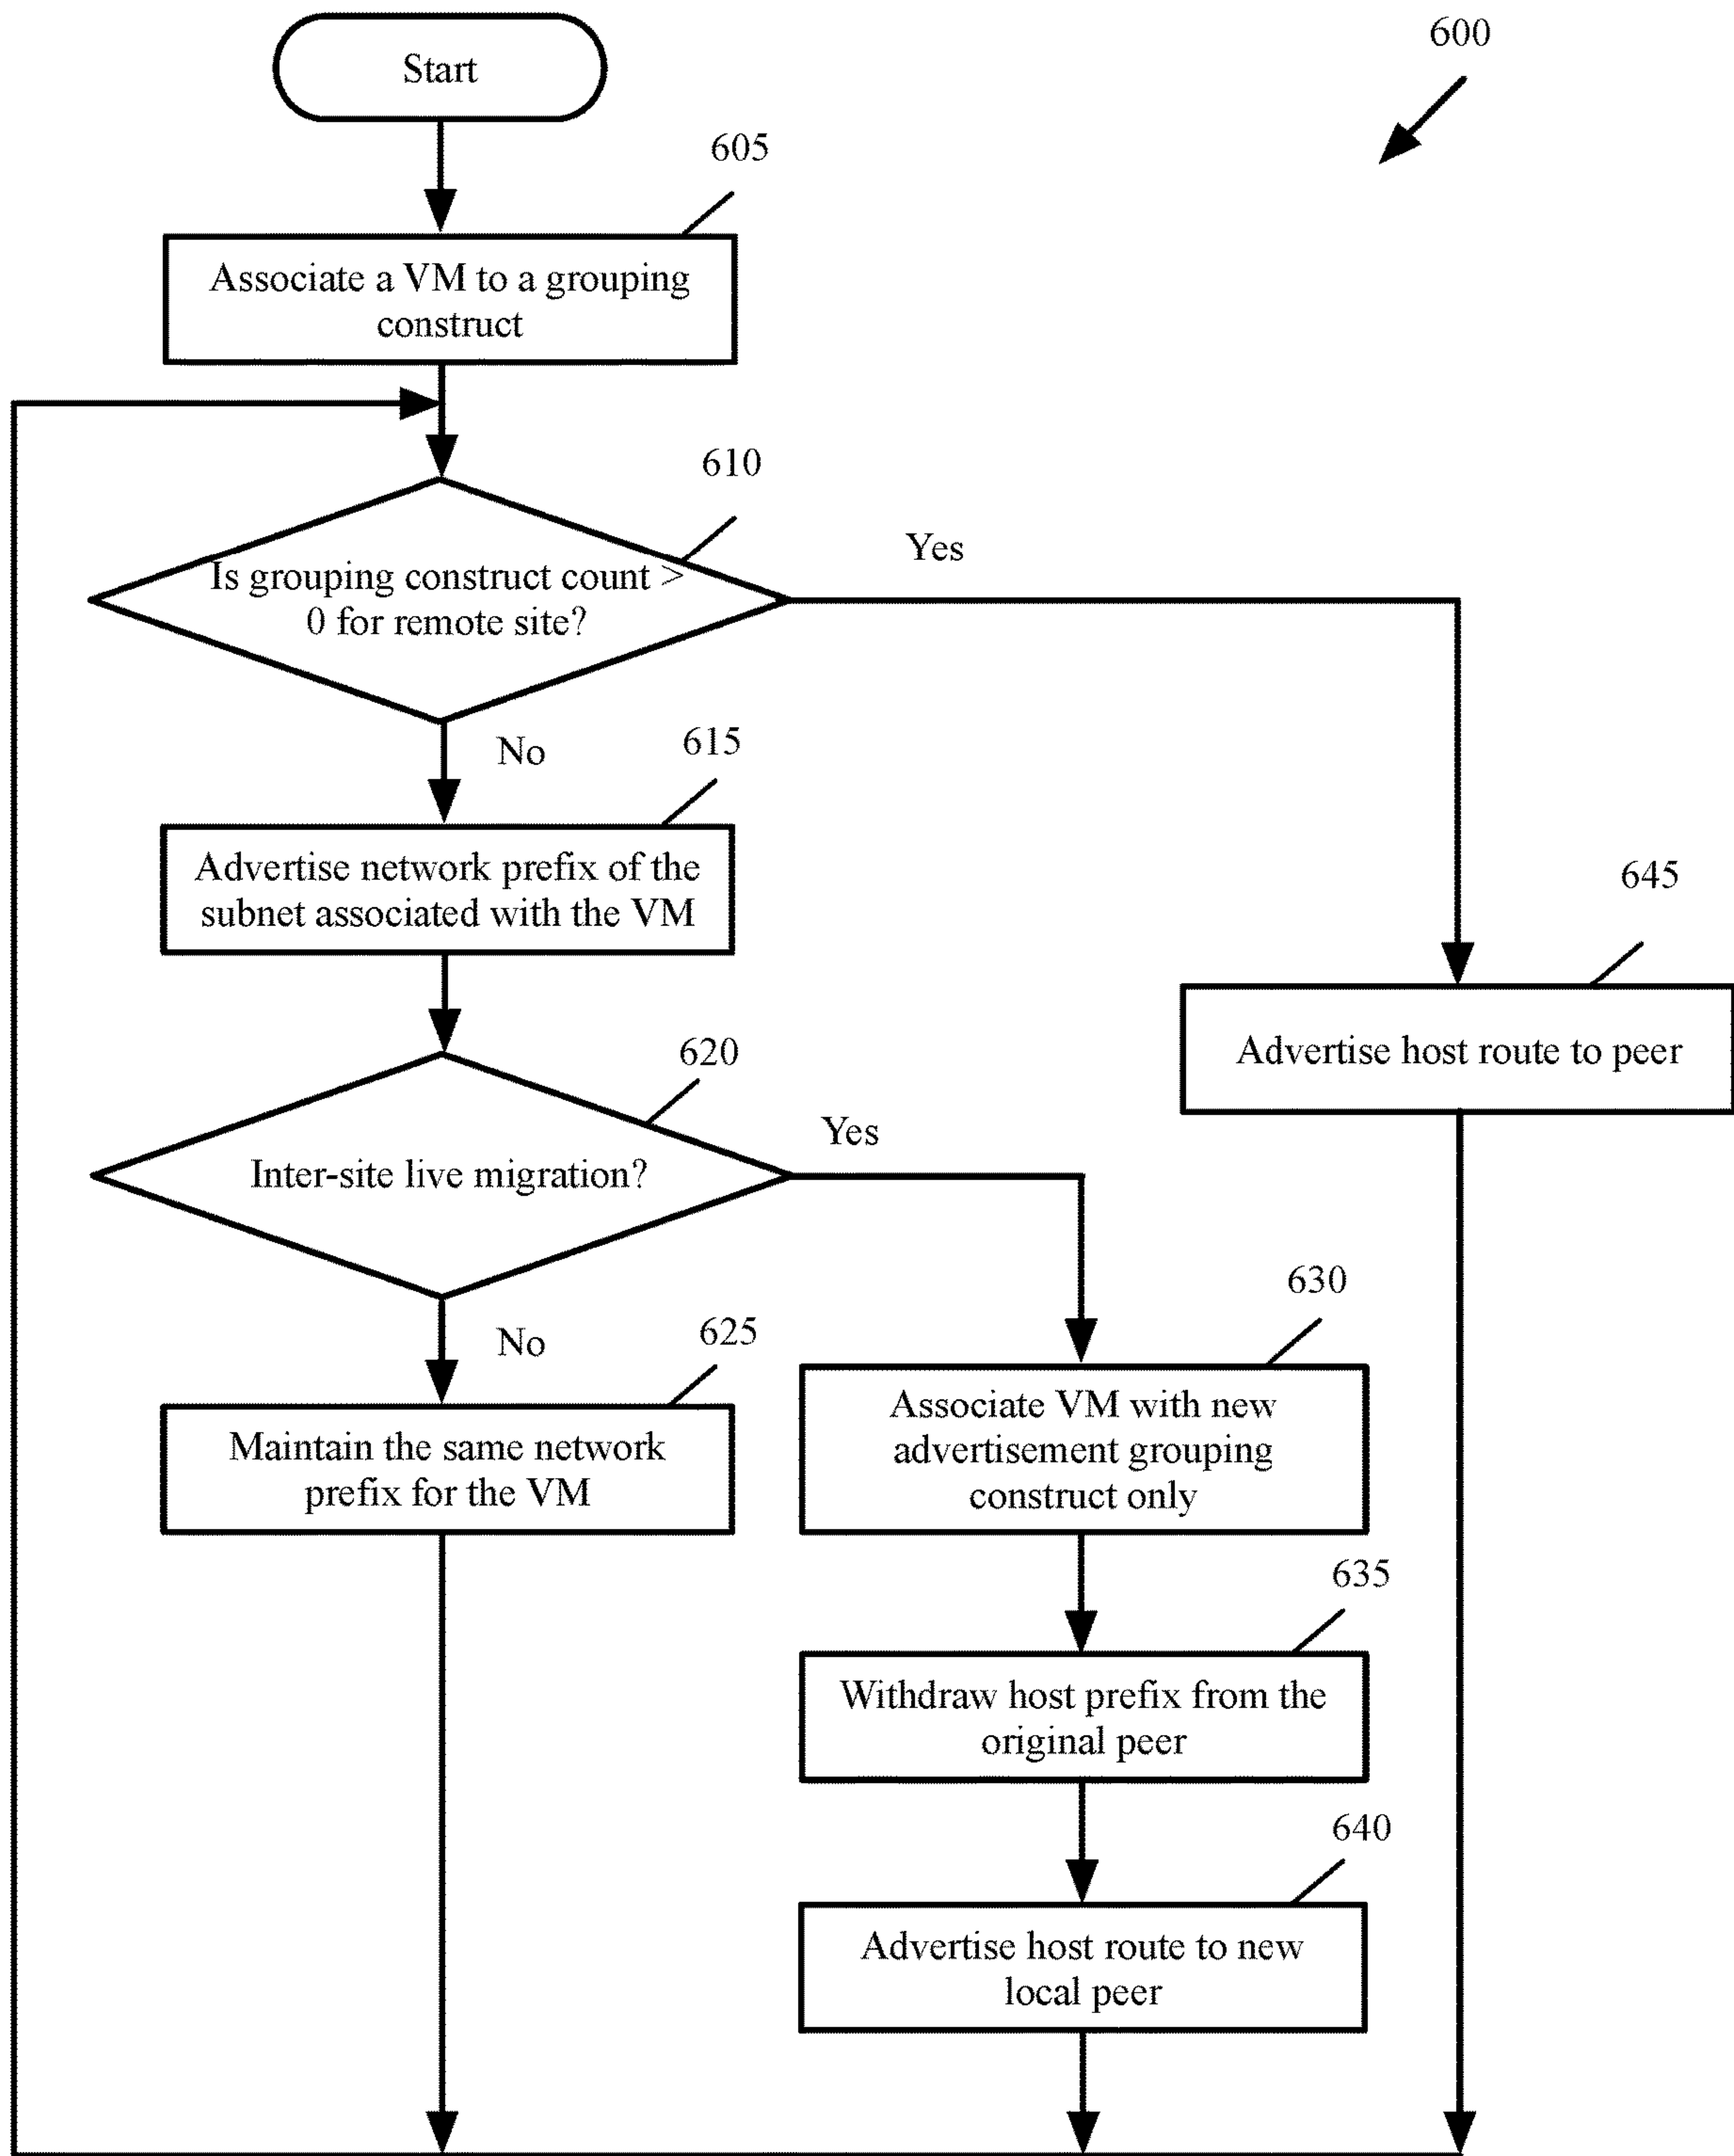 600
Start
605
Associate a VM to a grouping
construct
610
Is grouping construct count >
0 for remote site?
Yes
No
615
Advertise network prefix of the
subnet associated with the VM
645
Advertise host route to peer
620
Inter-site live migration?
Yes
No
625
Maintain the same network
prefix for the VM
630
Associate VM with new
advertisement grouping
construct only
635
Withdraw host prefix from the
original peer
640
Advertise host route to new
local peer